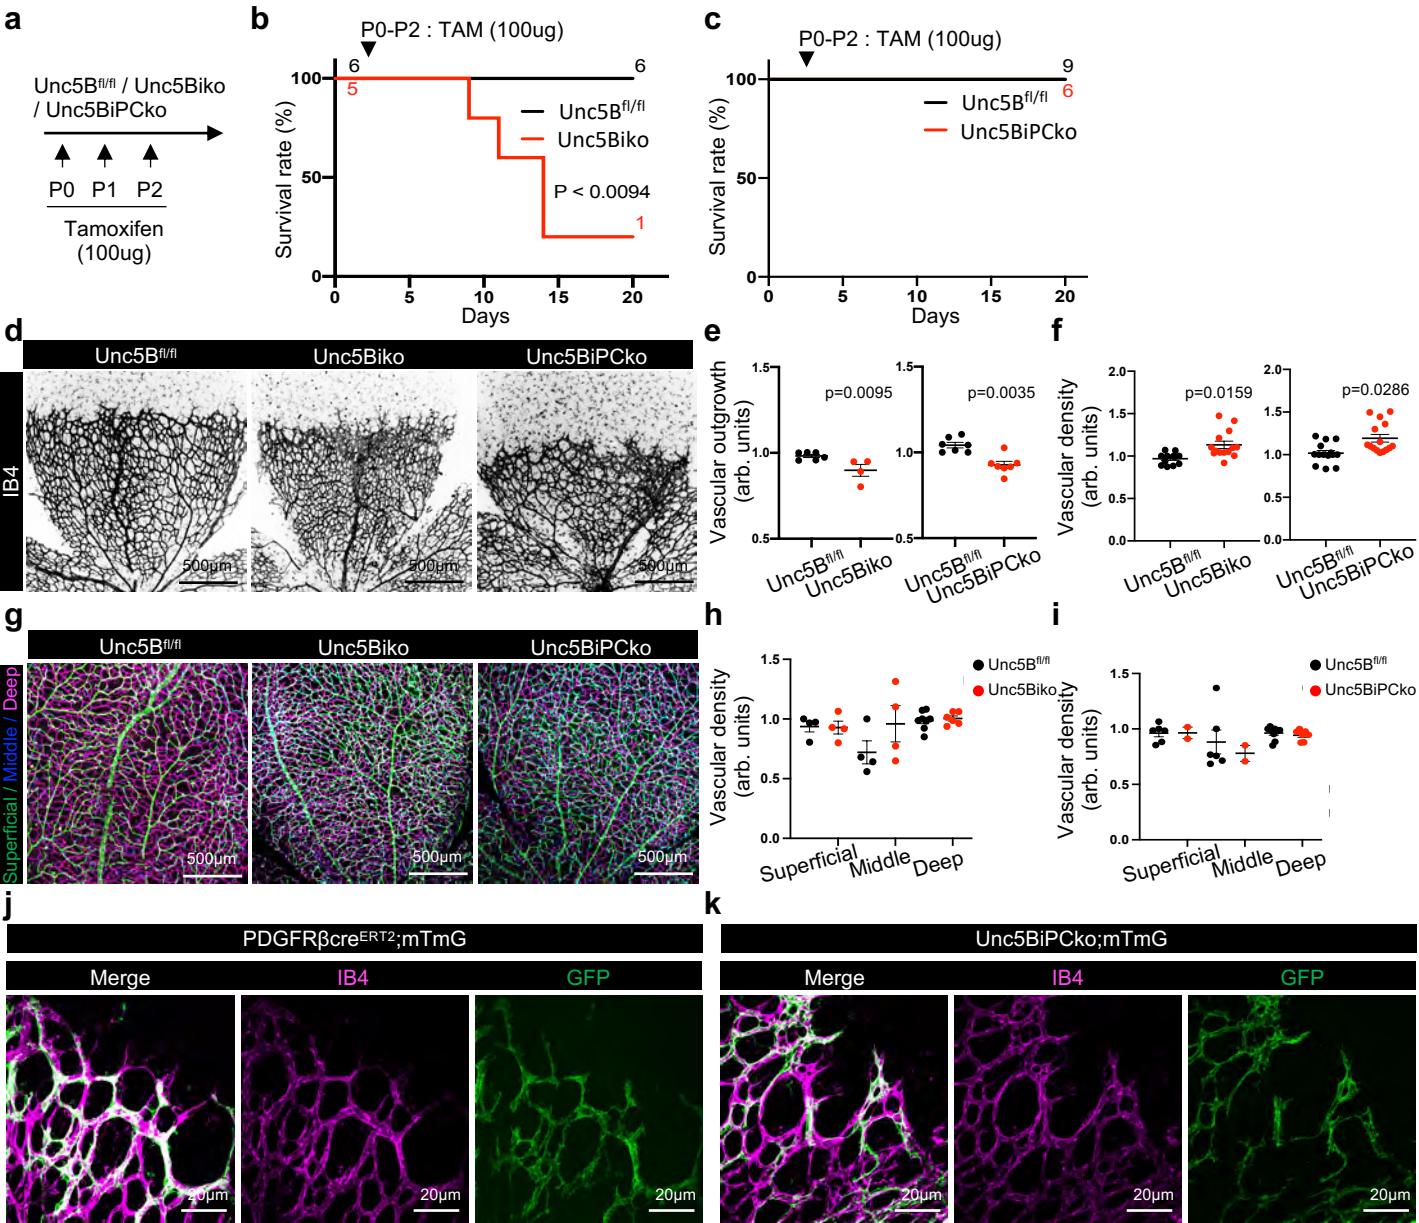 a
Unc5Bfl/fl / Unc5Biko
/ Unc5BiPCko
P0 P1 P2
Tamoxifen
(100ug)
b
P0-P2 : TAM (100ug)
Survival rate (%)
100
50
0
6
5
6
1
Unc5Bfl/fl
Unc5Biko
P < 0.0094
0 5 10 15 20
Days
c
P0-P2 : TAM (100ug)
Survival rate (%)
100
50
0
9
6
Unc5Bfl/fl
Unc5BiPCko
0 5 10 15 20
Days
d
Unc5Bfl/fl Unc5Biko Unc5BiPCko
IB4
500µm 500µm 500µm
e
Vascular outgrowth
(arb. units)
1.5
1.0
0.5
p=0.0095
Unc5Bfl/fl
Unc5Biko
1.5
1.0
0.5
p=0.0035
Unc5Bfl/fl
Unc5BiPCko
f
Vascular density
(arb. units)
2.0
1.5
1.0
0.5
0.0
p=0.0159
Unc5Bfl/fl
Unc5Biko
2.0
1.5
1.0
0.5
0.0
p=0.0286
Unc5Bfl/fl
Unc5BiPCko
g
Unc5Bfl/fl Unc5Biko Unc5BiPCko
Superficial / Middle / Deep
500µm 500µm 500µm
h
Vascular density
(arb. units)
1.5
1.0
0.5
0.0
Unc5Bfl/fl
Unc5Biko
Superficial Middle Deep
i
Vascular density
(arb. units)
1.5
1.0
0.5
0.0
Unc5Bfl/fl
Unc5BiPCko
Superficial Middle Deep
j
PDGFRβcreERT2;mTmG
Merge IB4 GFP
20µm 20µm 20µm
k
Unc5BiPCko;mTmG
Merge IB4 GFP
20µm 20µm 20µm